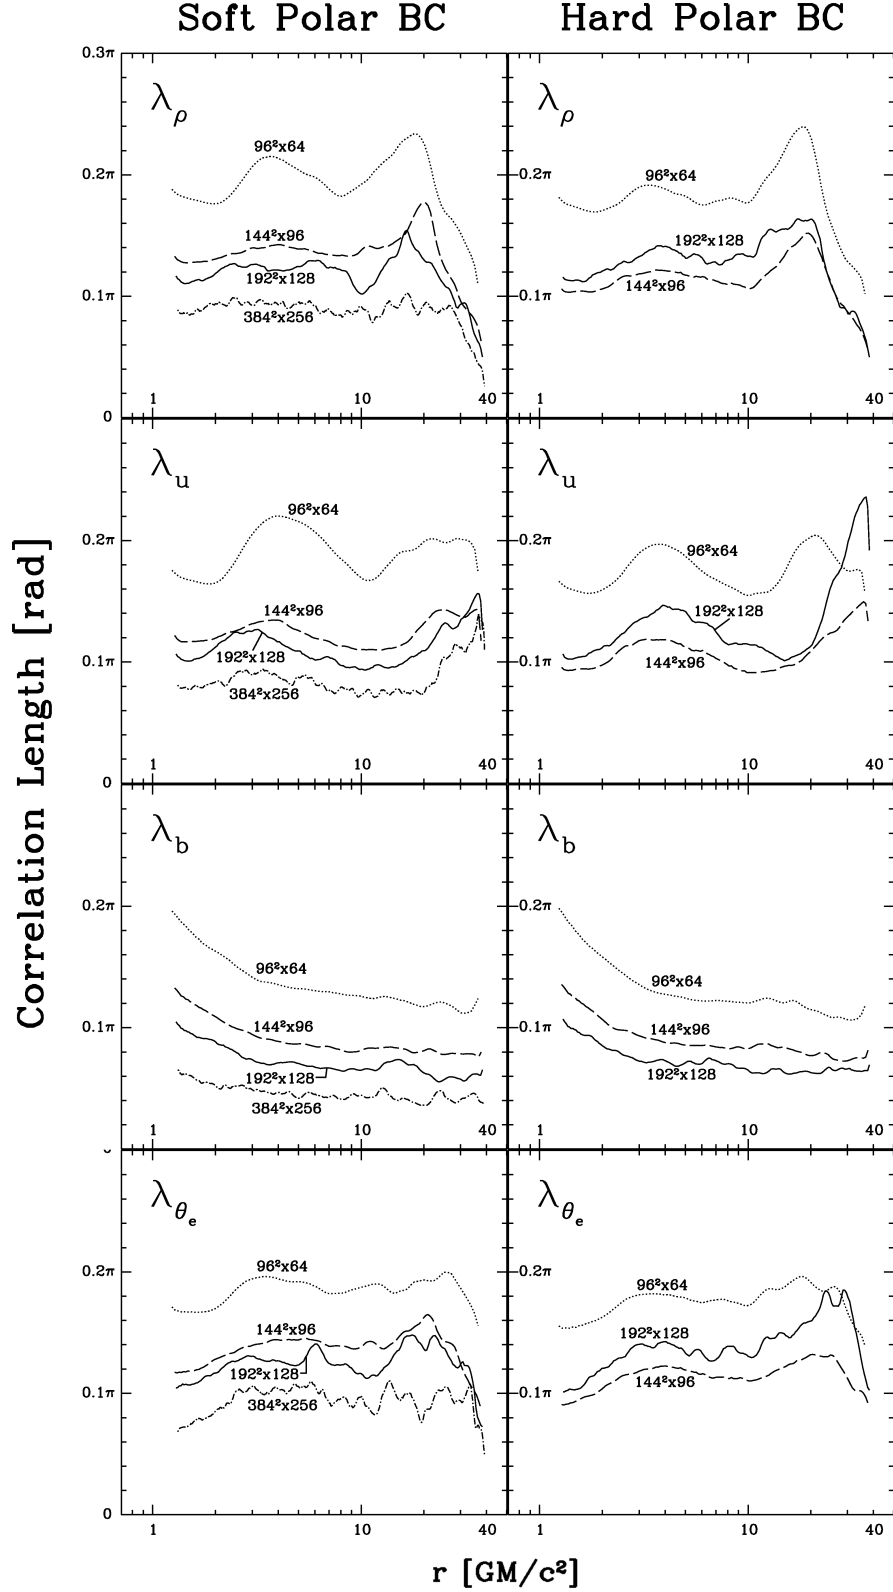 Soft Polar BC Hard Polar BC
0.3π
λρ λρ
96²x64 96²x64
0.2π 0.2π
144²x96 192²x128
192²x128 144²x96
0.1π 0.1π
384²x256
0 1 10 40 1 10 40
λu λu
96²x64 96²x64
0.2π 0.2π
144²x96 192²x128
192²x128 144²x96
0.1π 0.1π
384²x256
0 1 10 40 1 10 40
λb λb
0.2π 0.2π
96²x64 96²x64
144²x96 144²x96
0.1π 0.1π
192²x128 192²x128
384²x256
1 10 40 1 10 40
λθe λθe
96²x64 96²x64
0.2π 0.2π
144²x96 192²x128
192²x128 144²x96
0.1π 0.1π
384²x256
0
1 10 40 1 10 40
Correlation Length [rad]
r [GM/c²]